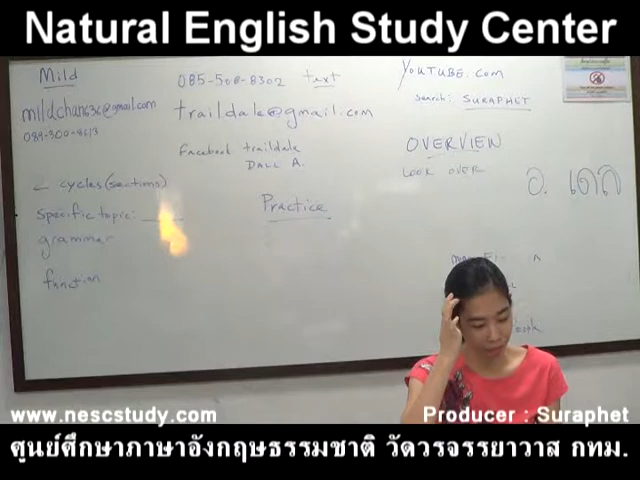 Natural English Study Center
Mild
mildchans36@gmail.com
089-300-8613
cycles (sections)
specific topic:
grammar
function
085-508-8302 text
traildale@gmail.com
Facebook traildale
DALL A.
Practice
YOUTUBE.com
search: SURAPHET
OVERVIEW
LOOK OVER
อ. เดล
www.nescstudy.com
Producer : Suraphet
ศูนย์ศึกษาภาษาอังกฤษธรรมชาติ วัดวรจรรยาวาส กทม.